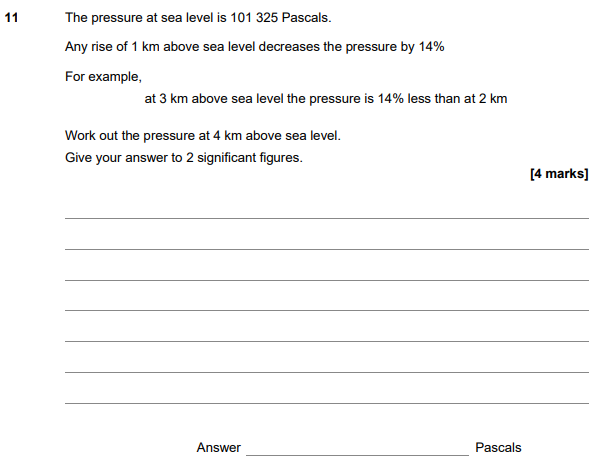 11 The pressure at sea level is 101 325 Pascals.
Any rise of 1 km above sea level decreases the pressure by 14%
For example,
at 3 km above sea level the pressure is 14% less than at 2 km
Work out the pressure at 4 km above sea level.
Give your answer to 2 significant figures.
[4 marks]
Answer Pascals